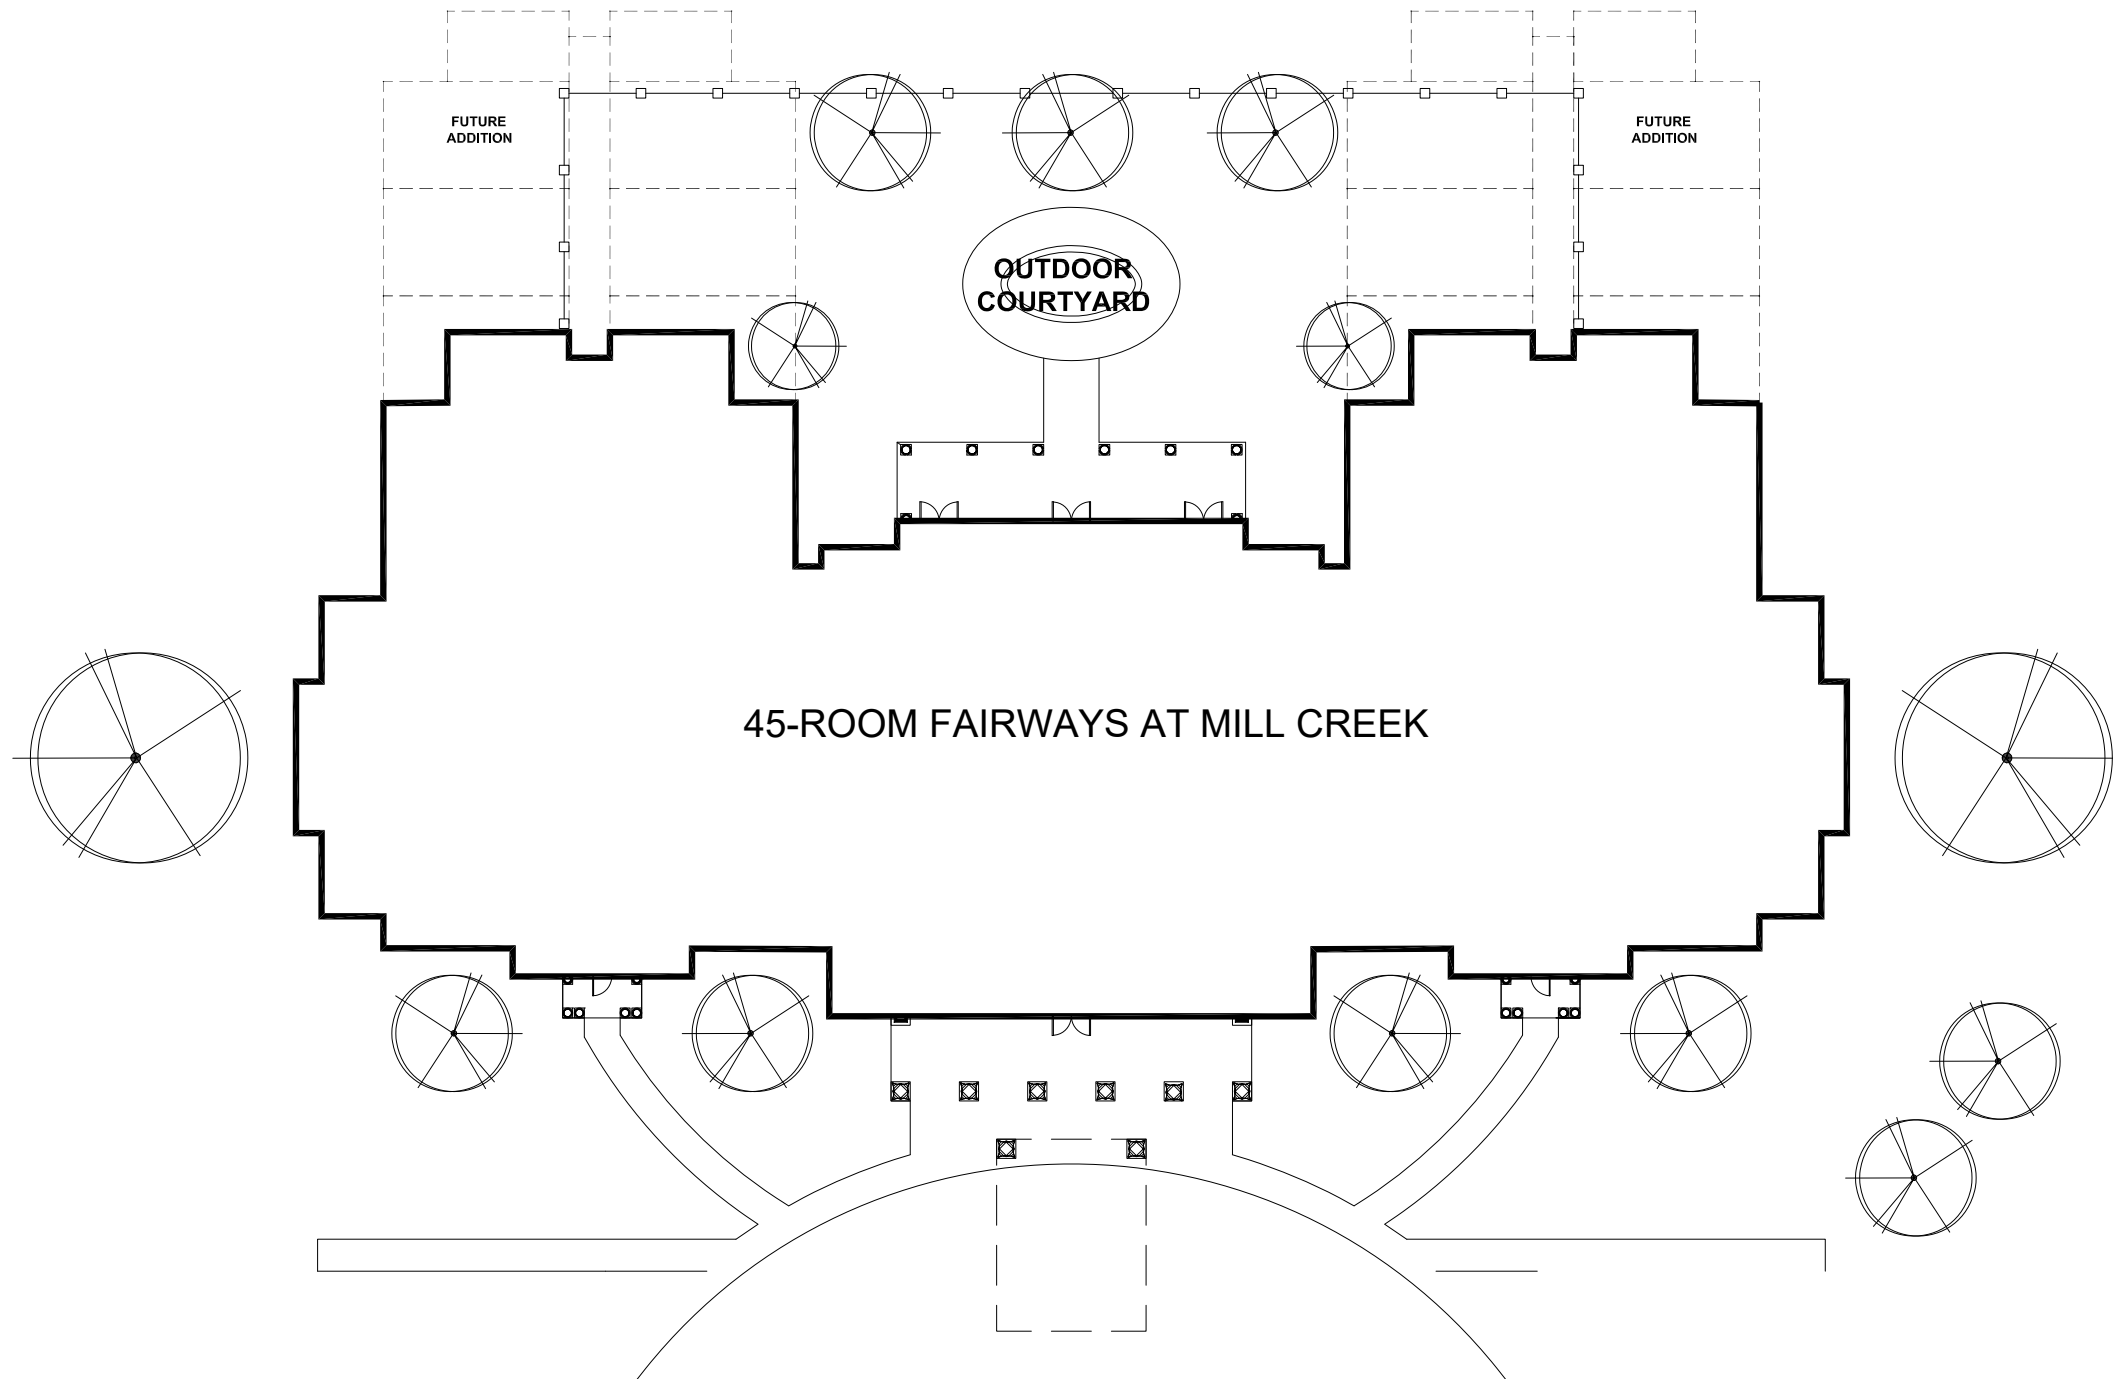 FUTURE
ADDITION
FUTURE
ADDITION
OUTDOOR
COURTYARD
45-ROOM FAIRWAYS AT MILL CREEK